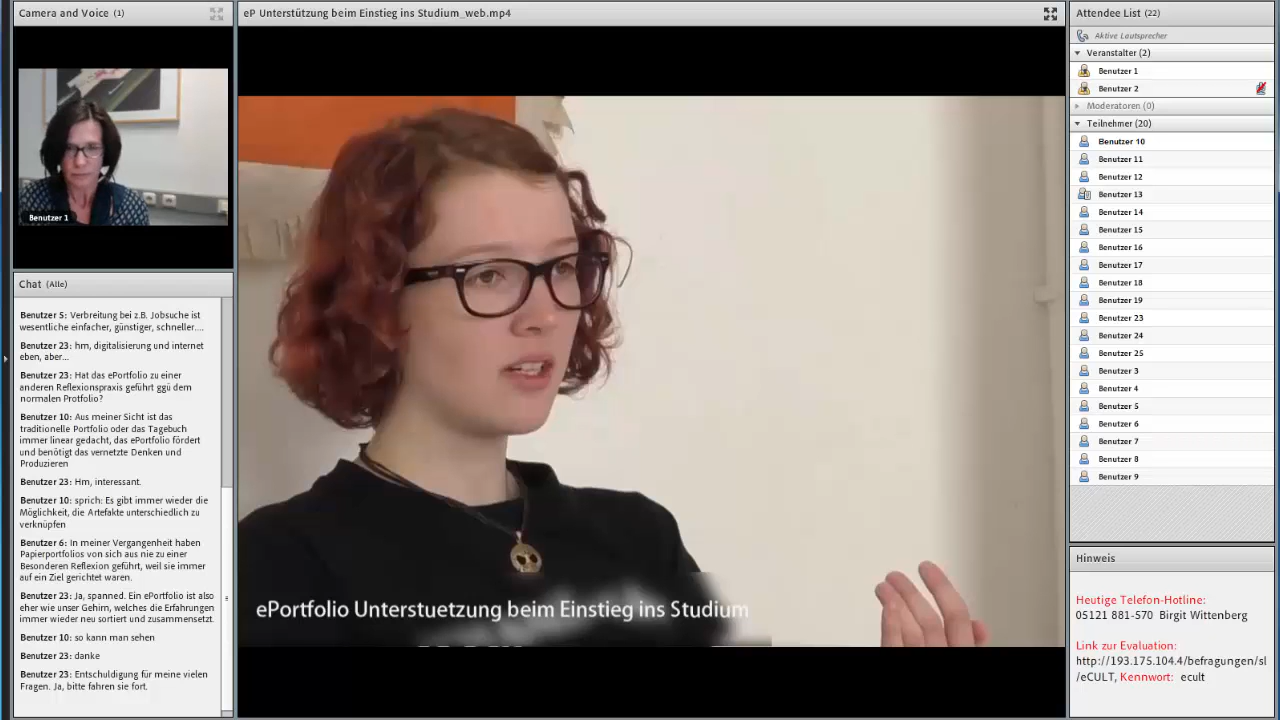 Camera and Voice (1)
Benutzer 1
Chat (Alle)
Benutzer 5: Verbreitung bei z.B. Jobsuche ist
wesentliche einfacher, günstiger, schneller....
Benutzer 23: hm, digitalisierung und internet
eben, aber...
Benutzer 23: Hat das ePortfolio zu einer
anderen Reflexionspraxis geführt ggü dem
normalen Protfolio?
Benutzer 10: Aus meiner Sicht ist das
traditionelle Portfolio oder das Tagebuch
immer linear gedacht, das ePortfolio fördert
und benötigt das vernetzte Denken und
Produzieren
Benutzer 23: Hm, interessant.
Benutzer 10: sprich: Es gibt immer wieder die
Möglichkeit, die Artefakte unterschiedlich zu
verknüpfen
Benutzer 6: In meiner Vergangenheit haben
Papierportfolios von sich aus nie zu einer
Besonderen Reflexion geführt, weil sie immer
auf ein Ziel gerichtet waren.
Benutzer 23: Ja, spanned. Ein ePortfolio ist also
eher wie unser Gehirn, welches die Erfahrungen
immer wieder neu sortiert und zusammensetzt.
Benutzer 10: so kann man sehen
Benutzer 23: danke
Benutzer 23: Entschuldigung für meine vielen
Fragen. Ja, bitte fahren sie fort.
eP Unterstützung beim Einstieg ins Studium_web.mp4
ePortfolio Unterstuetzung beim Einstieg ins Studium
Attendee List (22)
Aktive Lautsprecher
Veranstalter (2)
Benutzer 1
Benutzer 2
Moderatoren (0)
Teilnehmer (20)
Benutzer 10
Benutzer 11
Benutzer 12
Benutzer 13
Benutzer 14
Benutzer 15
Benutzer 16
Benutzer 17
Benutzer 18
Benutzer 19
Benutzer 23
Benutzer 24
Benutzer 25
Benutzer 3
Benutzer 4
Benutzer 5
Benutzer 6
Benutzer 7
Benutzer 8
Benutzer 9
Hinweis
Heutige Telefon-Hotline:
05121 881-570 Birgit Wittenberg
Link zur Evaluation:
http://193.175.104.4/befragungen/sl
/eCULT, Kennwort: ecult